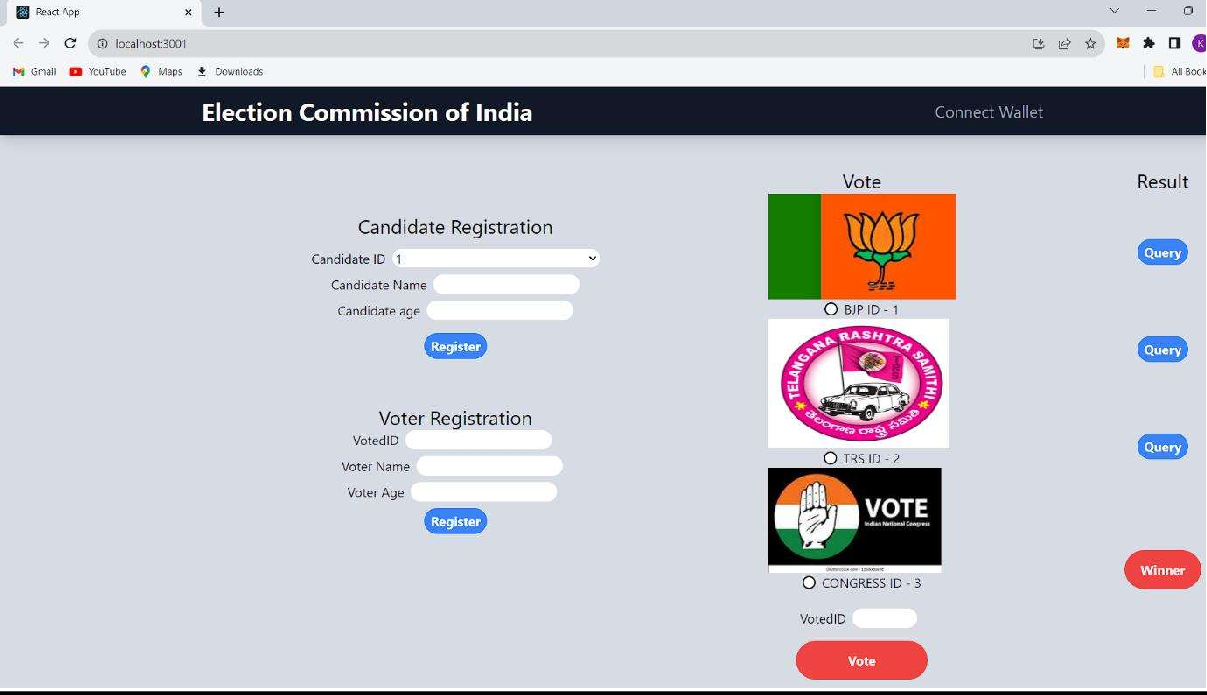 React App
localhost:3001
K
Gmail
YouTube
Maps
Downloads
All Book
Election Commission of India
Connect Wallet
Candidate Registration
Candidate ID 1
Candidate Name
Candidate age
Register
Voter Registration
VotedID
Voter Name
Voter Age
Register
Vote
BJP ID - 1
TELANGANA RASHTRA SAMITHI
TRS ID - 2
VOTE
Indian National Congress
CONGRESS ID - 3
VotedID
Vote
Result
Query
Query
Query
Winner